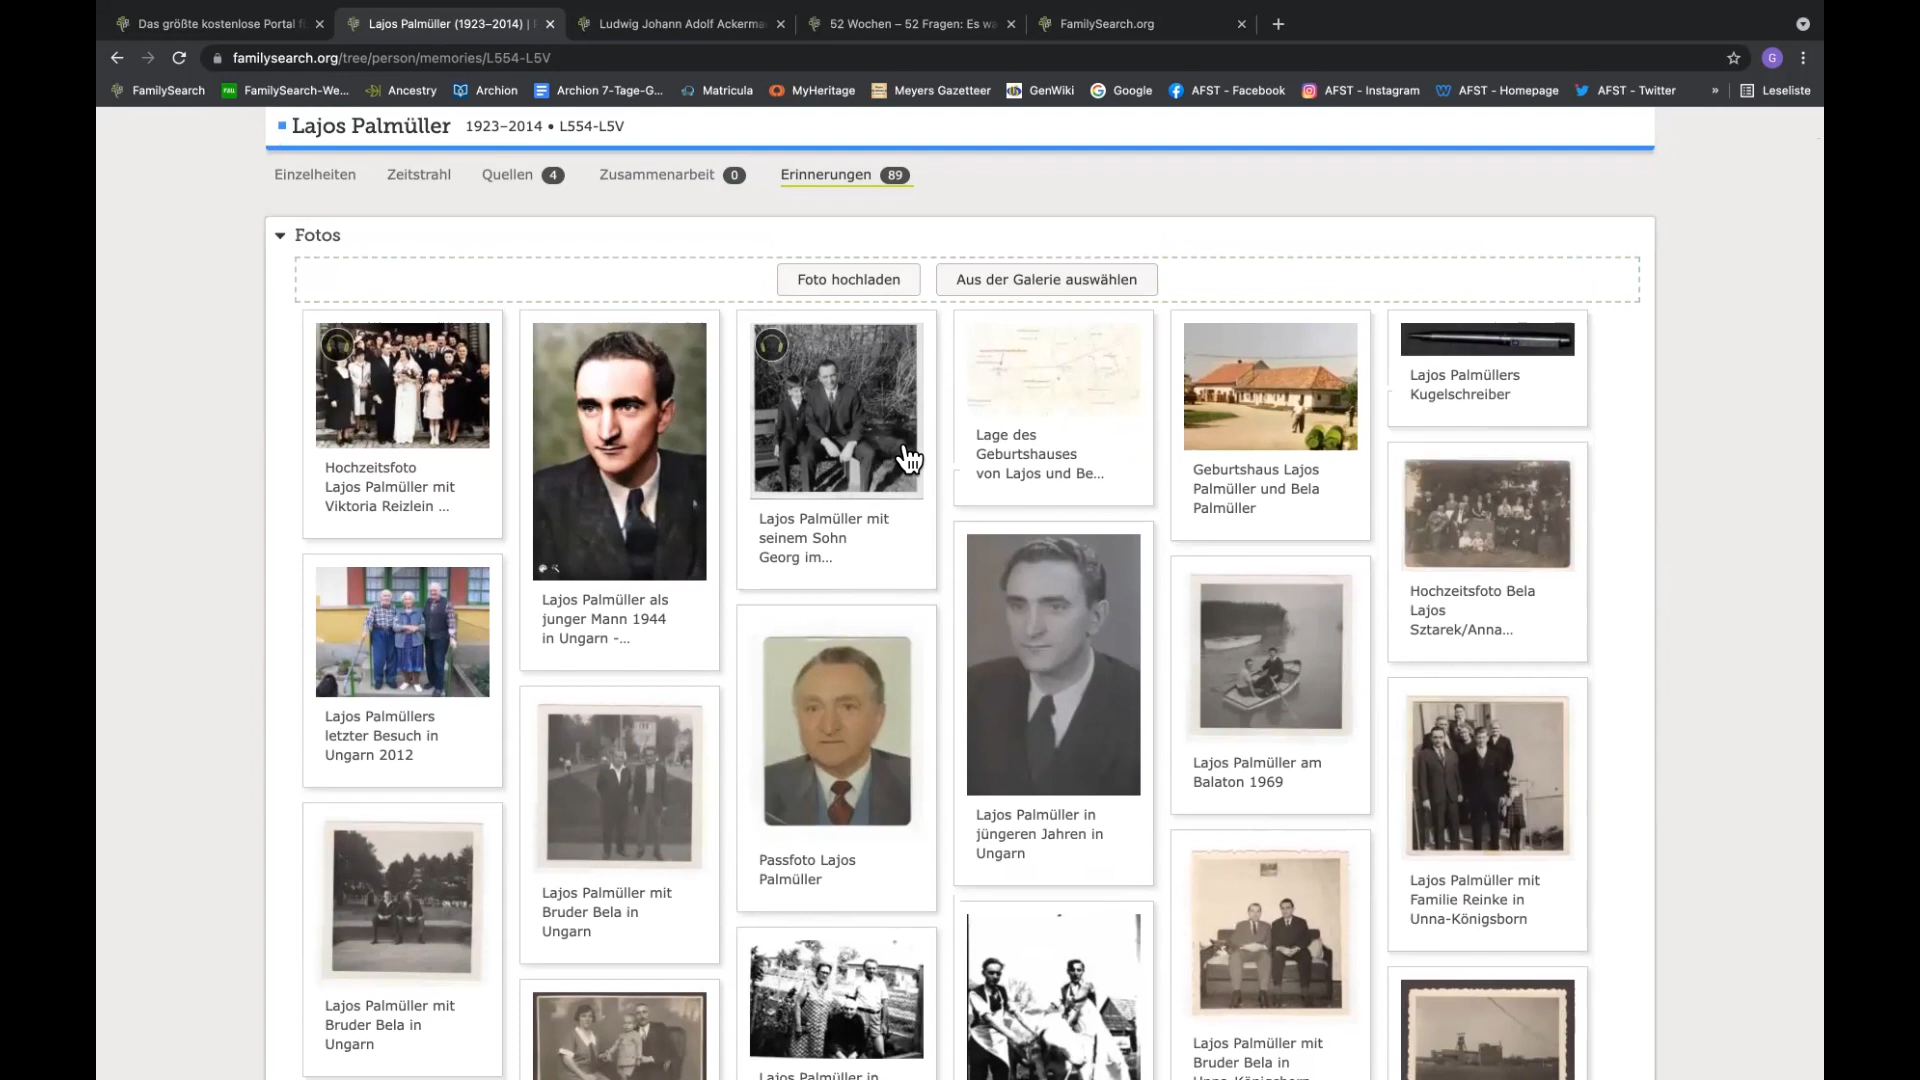 Das größte kostenlose Portal f
Lajos Palmüller (1923–2014) |
Ludwig Johann Adolf Ackerma
52 Wochen – 52 Fragen: Es wa
FamilySearch.org
familysearch.org/tree/person/memories/L554-L5V
G
FamilySearch
FamilySearch-We...
Ancestry
Archion
Archion 7-Tage-G...
Matricula
MyHeritage
Meyers Gazetteer
GenWiki
Google
AFST - Facebook
AFST - Instagram
AFST - Homepage
AFST - Twitter
»
Leseliste
Lajos Palmüller 1923–2014 • L554-L5V
Einzelheiten
Zeitstrahl
Quellen 4
Zusammenarbeit 0
Erinnerungen 89
Fotos
Foto hochladen
Aus der Galerie auswählen
Hochzeitsfoto
Lajos Palmüller mit
Viktoria Reizlein ...
Lajos Palmüllers
letzter Besuch in
Ungarn 2012
Lajos Palmüller mit
Bruder Bela in
Ungarn
Lajos Palmüller als
junger Mann 1944
in Ungarn -...
Lajos Palmüller mit
Bruder Bela in
Ungarn
Lajos Palmüller mit
seinem Sohn
Georg im...
Passfoto Lajos
Palmüller
Lajos Palmüller in
Lage des
Geburtshauses
von Lajos und Be...
Lajos Palmüller in
jüngeren Jahren in
Ungarn
Geburtshaus Lajos
Palmüller und Bela
Palmüller
Lajos Palmüller am
Balaton 1969
Lajos Palmüller mit
Bruder Bela in
Unna-Königsborn
Lajos Palmüllers
Kugelschreiber
Hochzeitsfoto Bela
Lajos
Sztarek/Anna...
Lajos Palmüller mit
Familie Reinke in
Unna-Königsborn